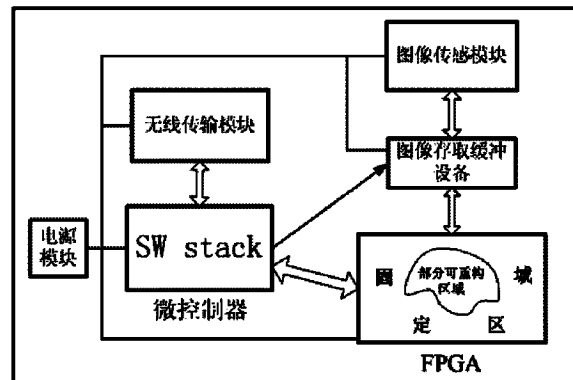 图像传感模块
无线传输模块
图像存取缓冲
设备
电源
模块
SW stack
微控制器
部分可重构
区域
固定区域
FPGA